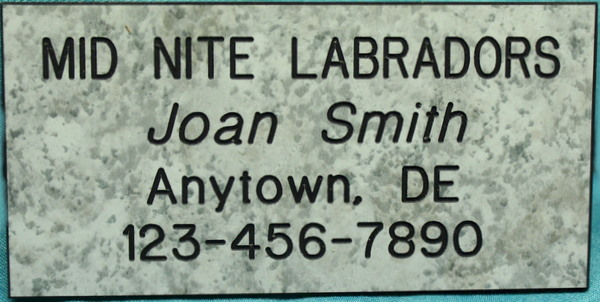 MID NITE LABRADORS
Joan Smith
Anytown, DE
123-456-7890